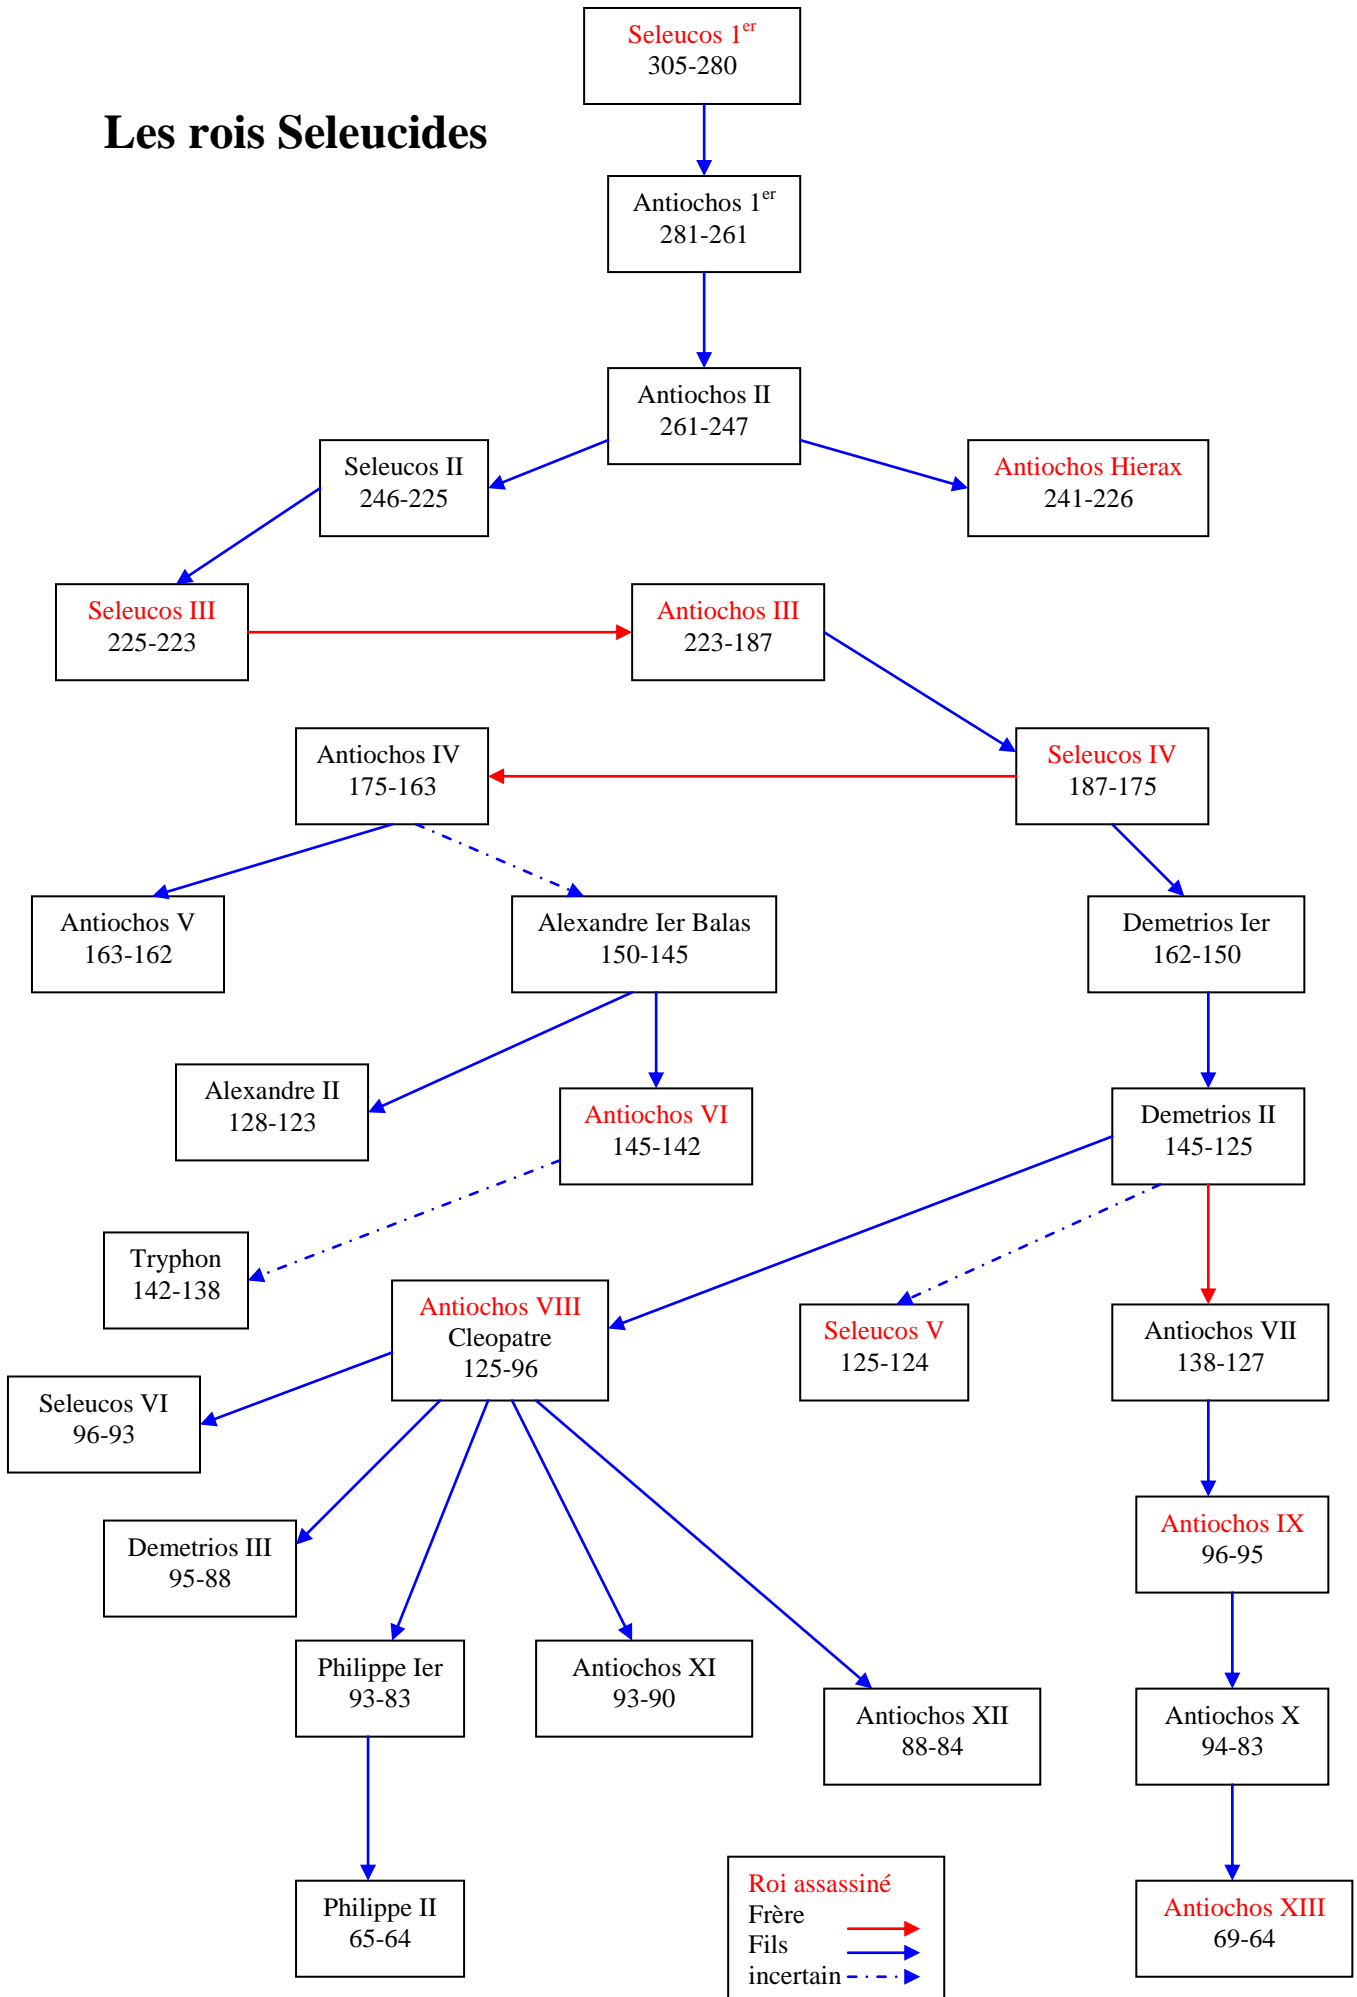 Seleucos 1er
305-280
Les rois Seleucides
Antiochos 1er
281-261
Antiochos II
261-247
Seleucos II
246-225
Antiochos Hierax
241-226
Seleucos III
225-223
Antiochos III
223-187
Antiochos IV
175-163
Seleucos IV
187-175
Antiochos V
163-162
Alexandre Ier Balas
150-145
Demetrios Ier
162-150
Alexandre II
128-123
Antiochos VI
145-142
Demetrios II
145-125
Tryphon
142-138
Antiochos VIII
Cleopatre
125-96
Seleucos V
125-124
Antiochos VII
138-127
Seleucos VI
96-93
Demetrios III
95-88
Antiochos IX
96-95
Philippe Ier
93-83
Antiochos XI
93-90
Antiochos XII
88-84
Antiochos X
94-83
Philippe II
65-64
Roi assassiné
Frère
Fils
incertain
Antiochos XIII
69-64